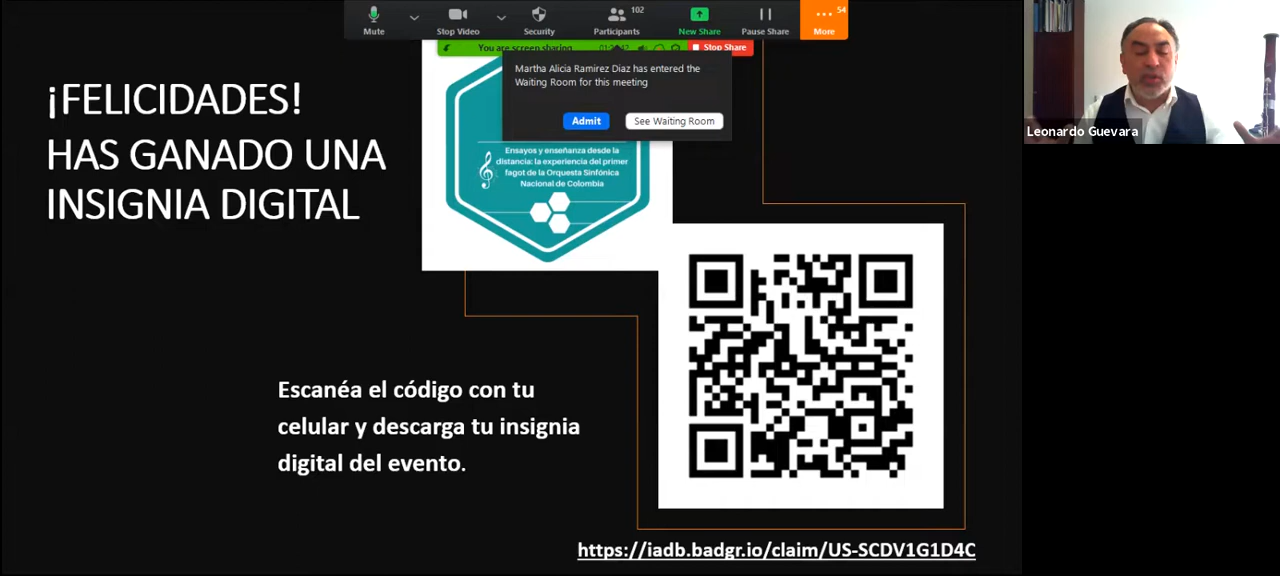 102
54
Mute
Stop Video
Security
Participants
New Share
Pause Share
More
You are screen sharing
Stop Share
Martha Alicia Ramirez Diaz has entered the
Waiting Room for this meeting
Admit
See Waiting Room
Leonardo Guevara
¡FELICIDADES!
HAS GANADO UNA
INSIGNIA DIGITAL
Ensayos y enseñanza desde la
distancia: la experiencia del primer
fagot de la Orquesta Sinfónica
Nacional de Colombia
Escanéa el código con tu
celular y descarga tu insignia
digital del evento.
https://iadb.badgr.io/claim/US-SCDV1G1D4C